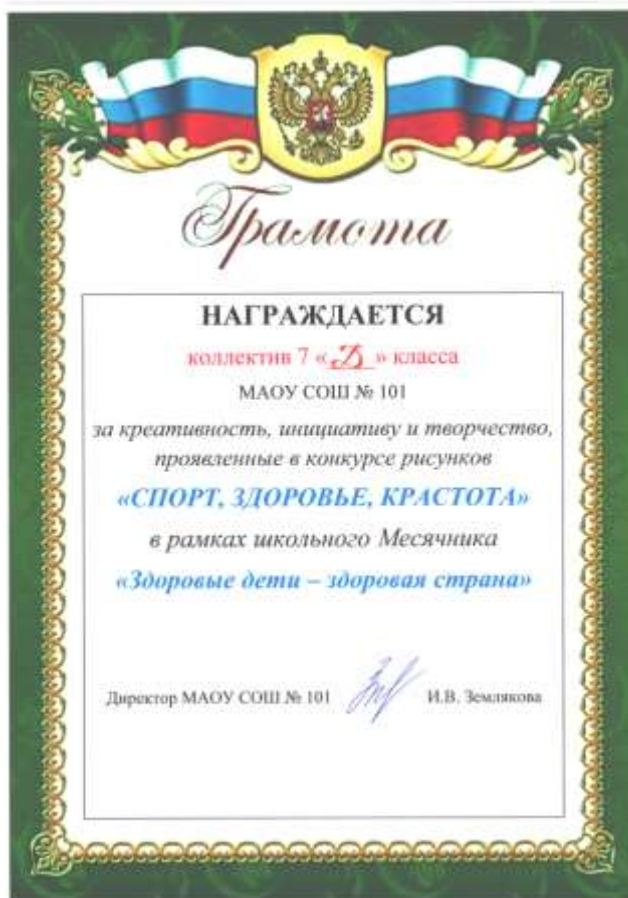 Грамота
НАГРАЖДАЕТСЯ
коллектив 7 «Д» класса
МАОУ СОШ № 101
за креативность, инициативу и творчество,
проявленные в конкурсе рисунков
«СПОРТ, ЗДОРОВЬЕ, КРАСТОТА»
в рамках школьного Месячника
«Здоровые дети – здоровая страна»
Директор МАОУ СОШ № 101 И.В. Землякова